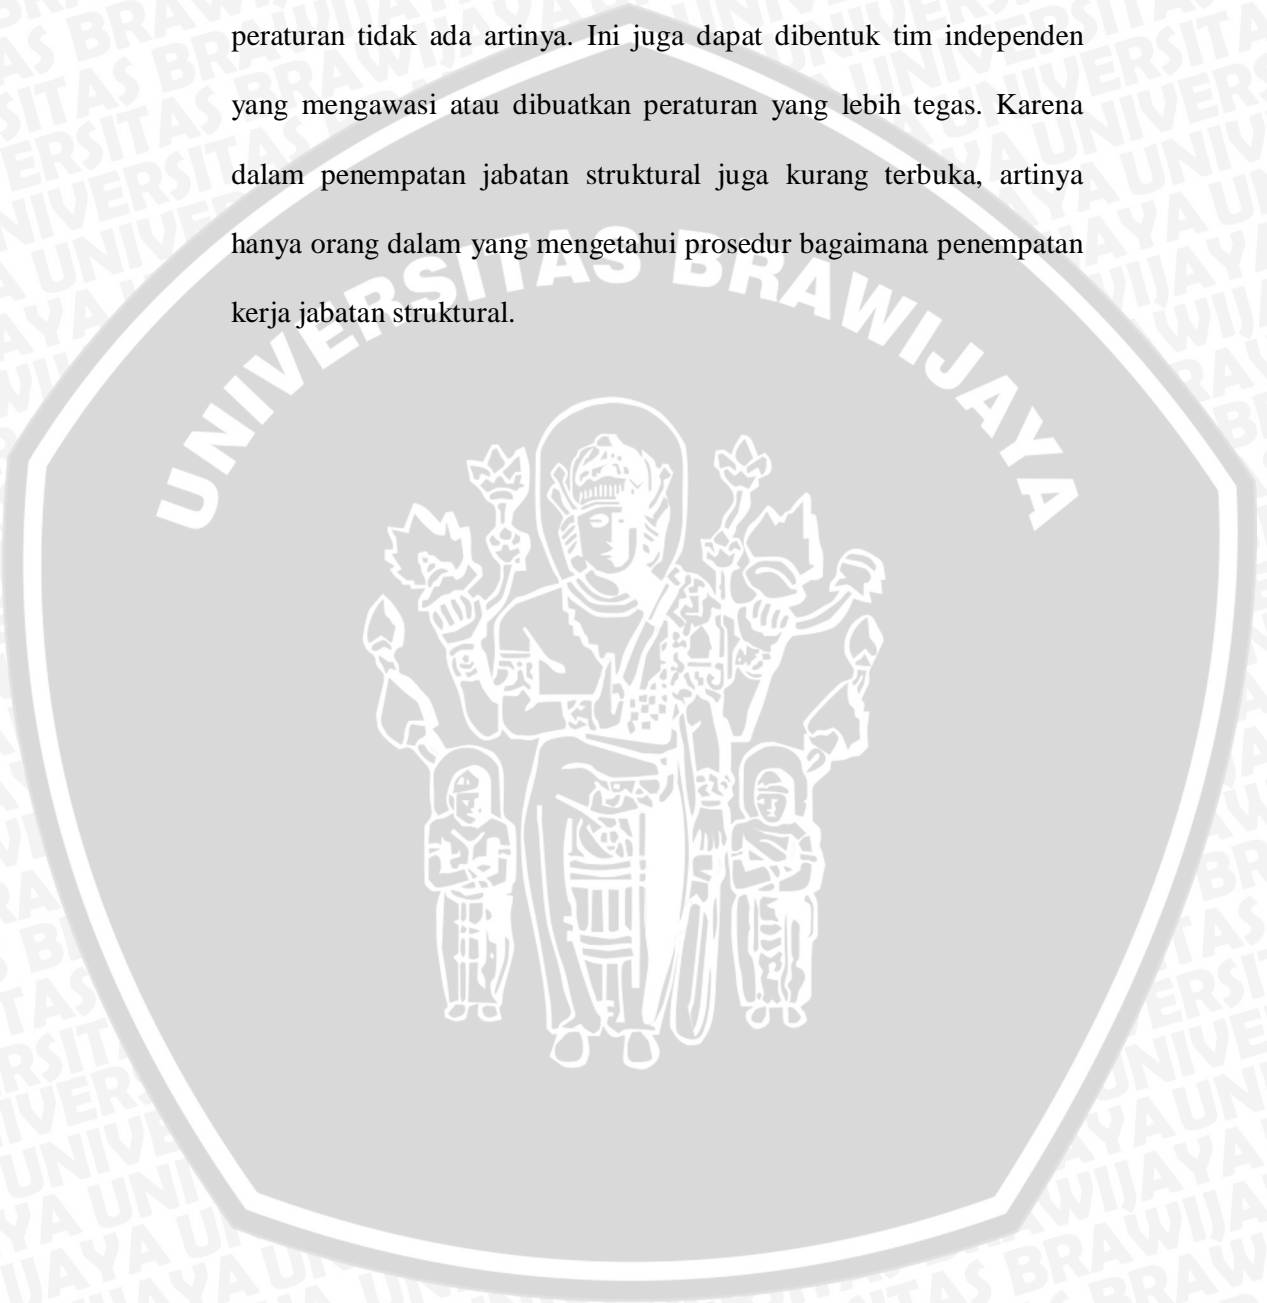 peraturan tidak ada artinya. Ini juga dapat dibentuk tim independen
yang mengawasi atau dibuatkan peraturan yang lebih tegas. Karena
dalam penempatan jabatan struktural juga kurang terbuka, artinya
hanya orang dalam yang mengetahui prosedur bagaimana penempatan
kerja jabatan struktural.
UNIVERSITAS BRAWIJAYA